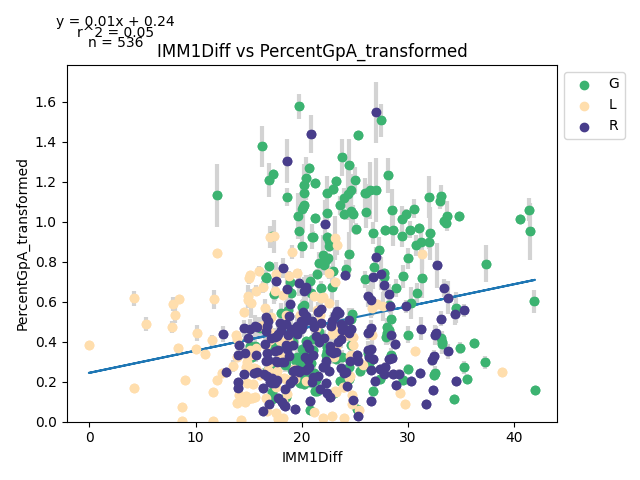 y = 0.01x + 0.24
r^2 = 0.05
n = 536
IMM1Diff vs PercentGpA_transformed
G
L
R
PercentGpA_transformed
1.6
1.4
1.2
1.0
0.8
0.6
0.4
0.2
0.0
0 10 20 30 40
IMM1Diff